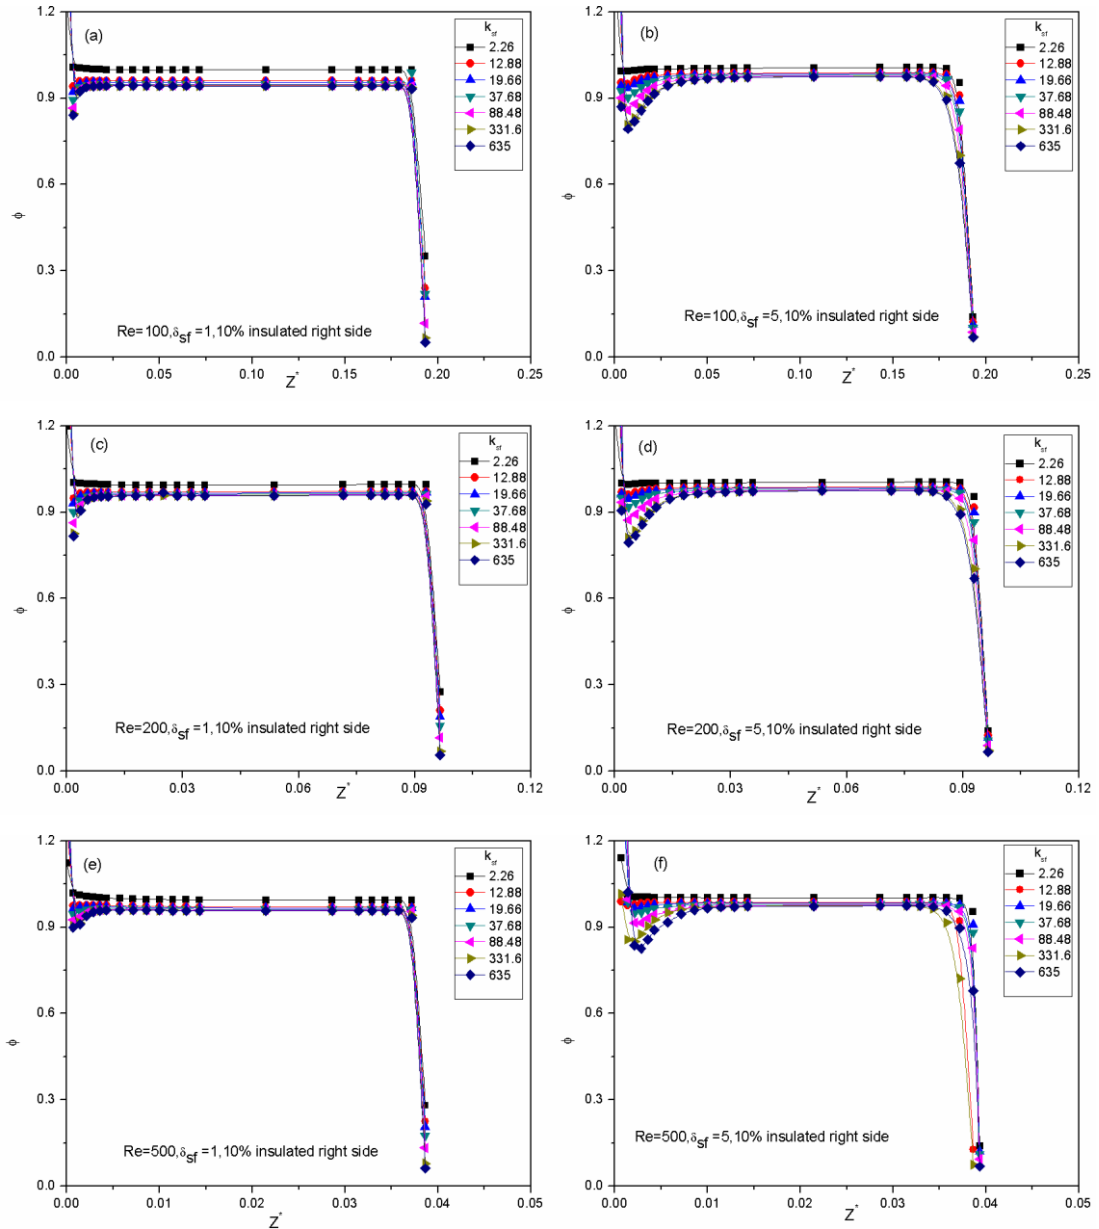 (a)
k_sf
2.26
12.88
19.66
37.68
88.48
331.6
635
1.2
0.9
0.6
0.3
0.0
ϕ
Re=100,δ_sf =1,10% insulated right side
0.00 0.05 0.10 0.15 0.20 0.25
Z*
(b)
k_sf
2.26
12.88
19.66
37.68
88.48
331.6
635
1.2
0.9
0.6
0.3
0.0
ϕ
Re=100,δ_sf =5,10% insulated right side
0.00 0.05 0.10 0.15 0.20 0.25
Z*
(c)
k_sf
2.26
12.88
19.66
37.68
88.48
331.6
635
1.2
0.9
0.6
0.3
0.0
ϕ
Re=200,δ_sf =1,10% insulated right side
0.00 0.03 0.06 0.09 0.12
Z*
(d)
k_sf
2.26
12.88
19.66
37.68
88.48
331.6
635
1.2
0.9
0.6
0.3
0.0
ϕ
Re=200,δ_sf =5,10% insulated right side
0.00 0.03 0.06 0.09 0.12
Z*
(e)
k_sf
2.26
12.88
19.66
37.68
88.48
331.6
635
1.2
0.9
0.6
0.3
0.0
ϕ
Re=500,δ_sf =1,10% insulated right side
0.00 0.01 0.02 0.03 0.04 0.05
Z*
(f)
k_sf
2.26
12.88
19.66
37.68
88.48
331.6
635
1.2
0.9
0.6
0.3
0.0
ϕ
Re=500,δ_sf =5,10% insulated right side
0.00 0.01 0.02 0.03 0.04 0.05
Z*